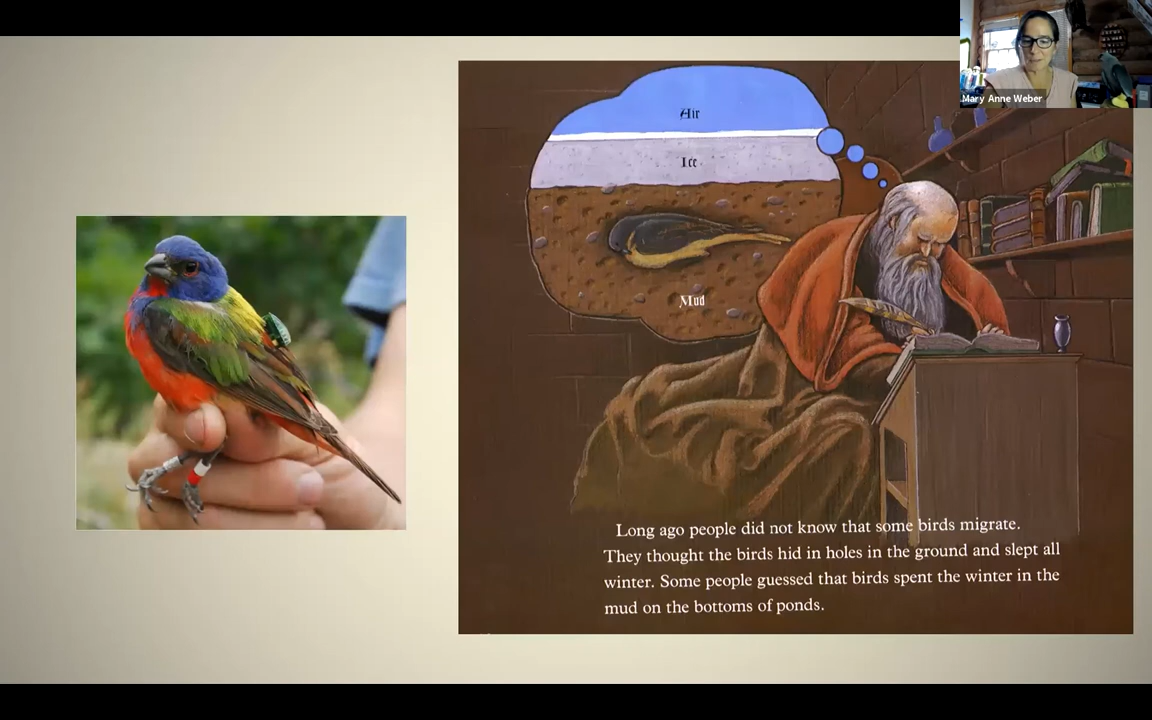 Mary Anne Weber
Air
Ice
Mud
Long ago people did not know that some birds migrate.
They thought the birds hid in holes in the ground and slept all
winter. Some people guessed that birds spent the winter in the
mud on the bottoms of ponds.